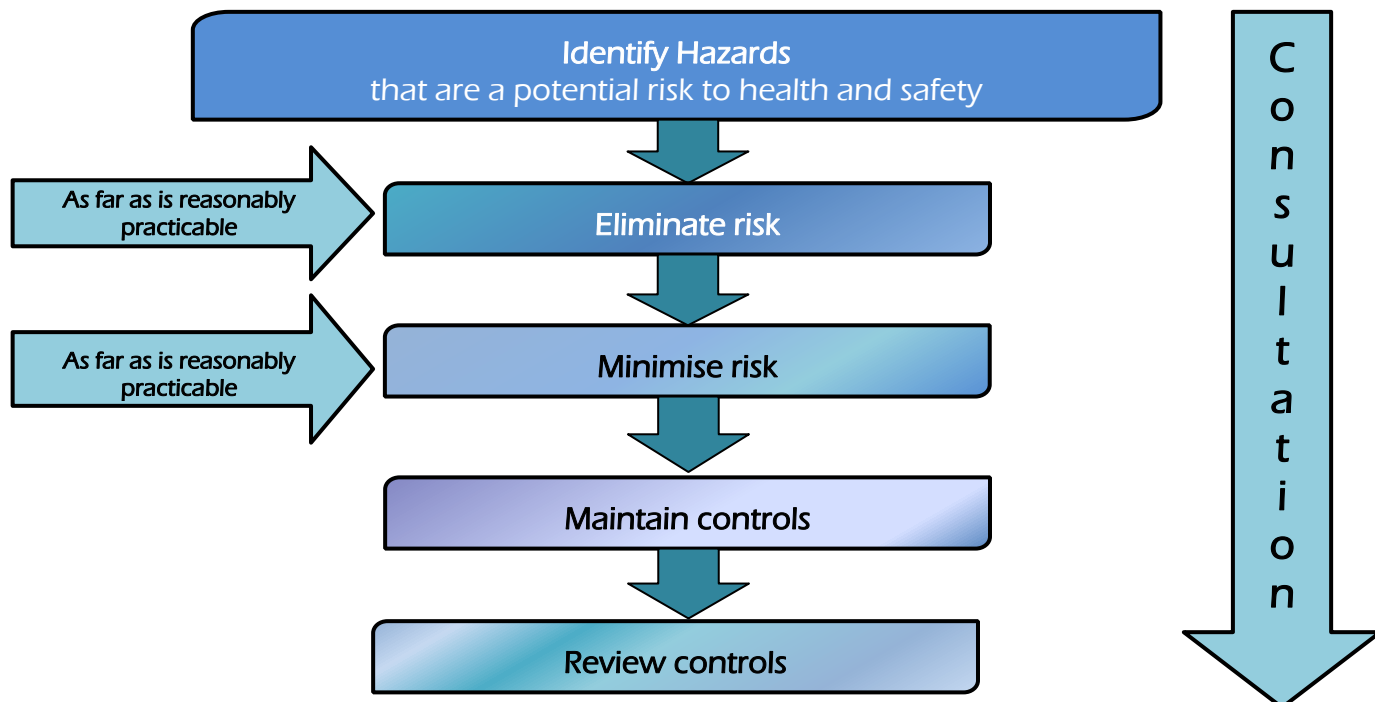 Identify Hazards
that are a potential risk to health and safety
As far as is reasonably
practicable
Eliminate risk
As far as is reasonably
practicable
Minimise risk
Maintain controls
Review controls
Consultation